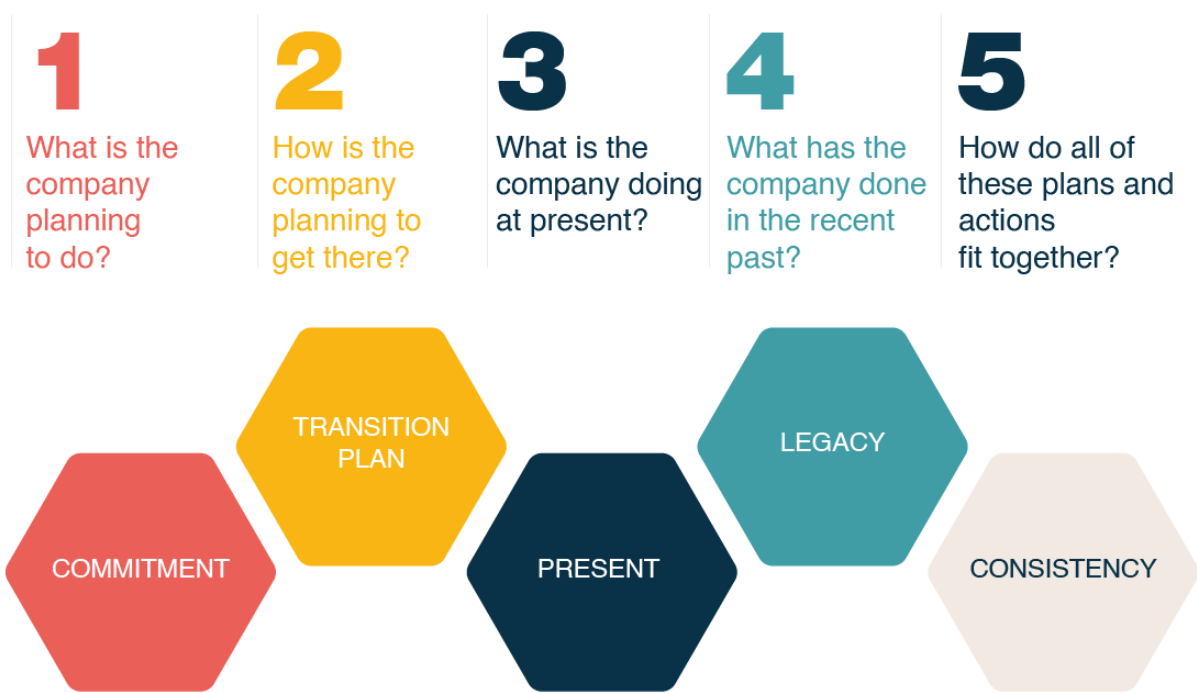 1
What is the
company
planning
to do?
2
How is the
company
planning to
get there?
3
What is the
company doing
at present?
4
What has the
company done
in the recent
past?
5
How do all of
these plans and
actions
fit together?
COMMITMENT
TRANSITION
PLAN
PRESENT
LEGACY
CONSISTENCY